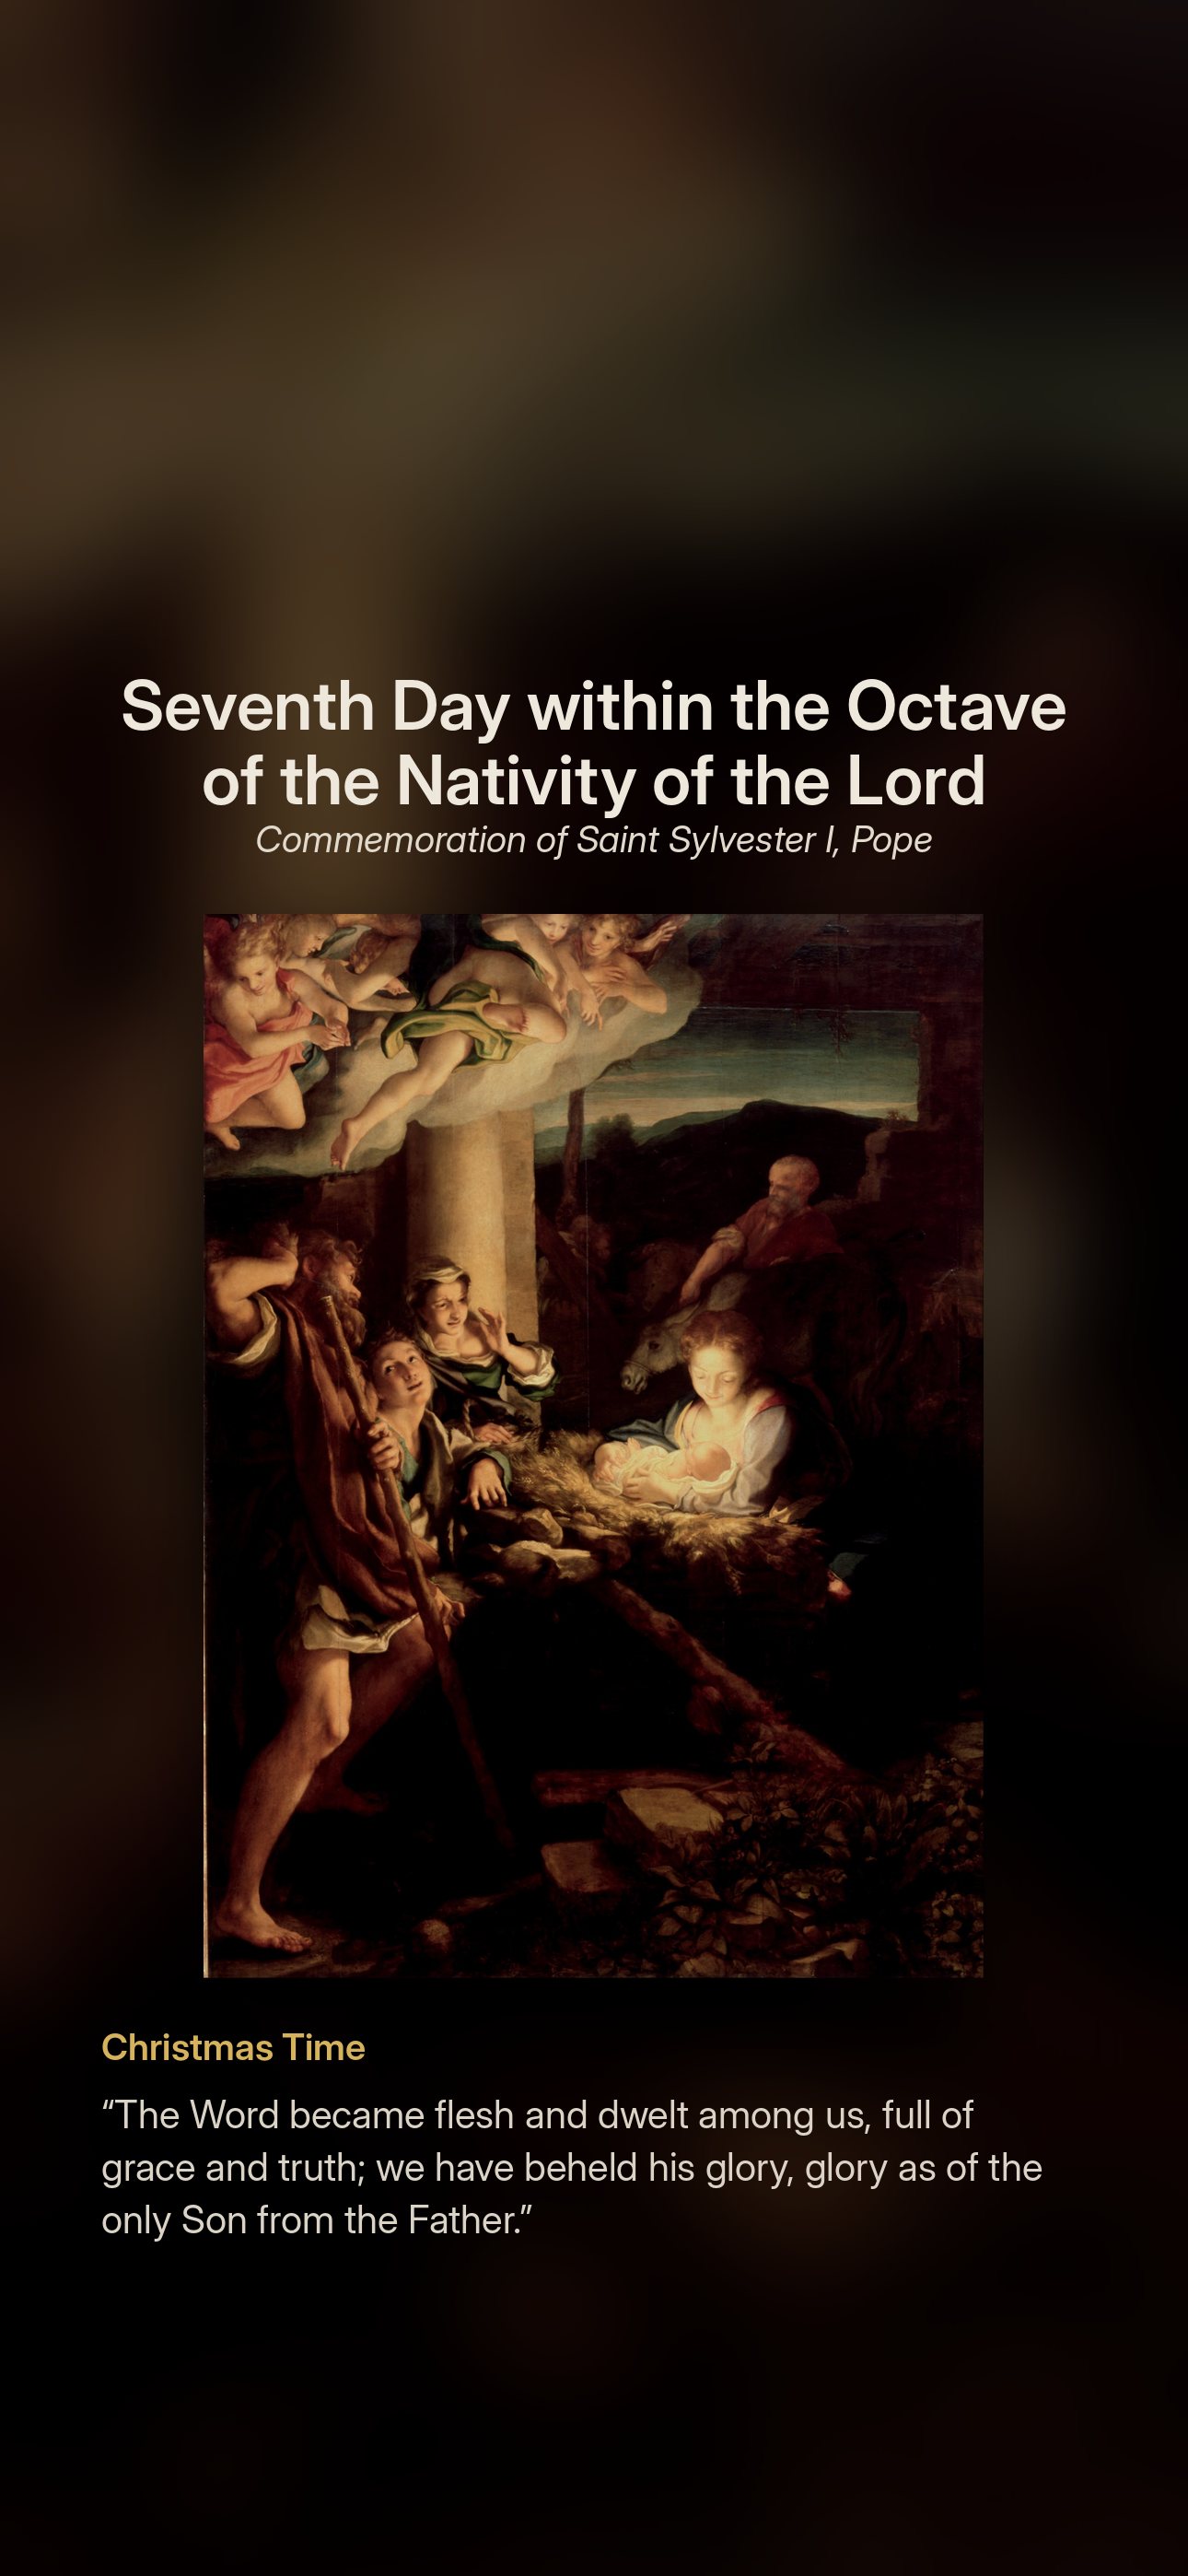 Seventh Day within the Octave
of the Nativity of the Lord
Commemoration of Saint Sylvester I, Pope
Christmas Time
“The Word became flesh and dwelt among us, full of
grace and truth; we have beheld his glory, glory as of the
only Son from the Father.”